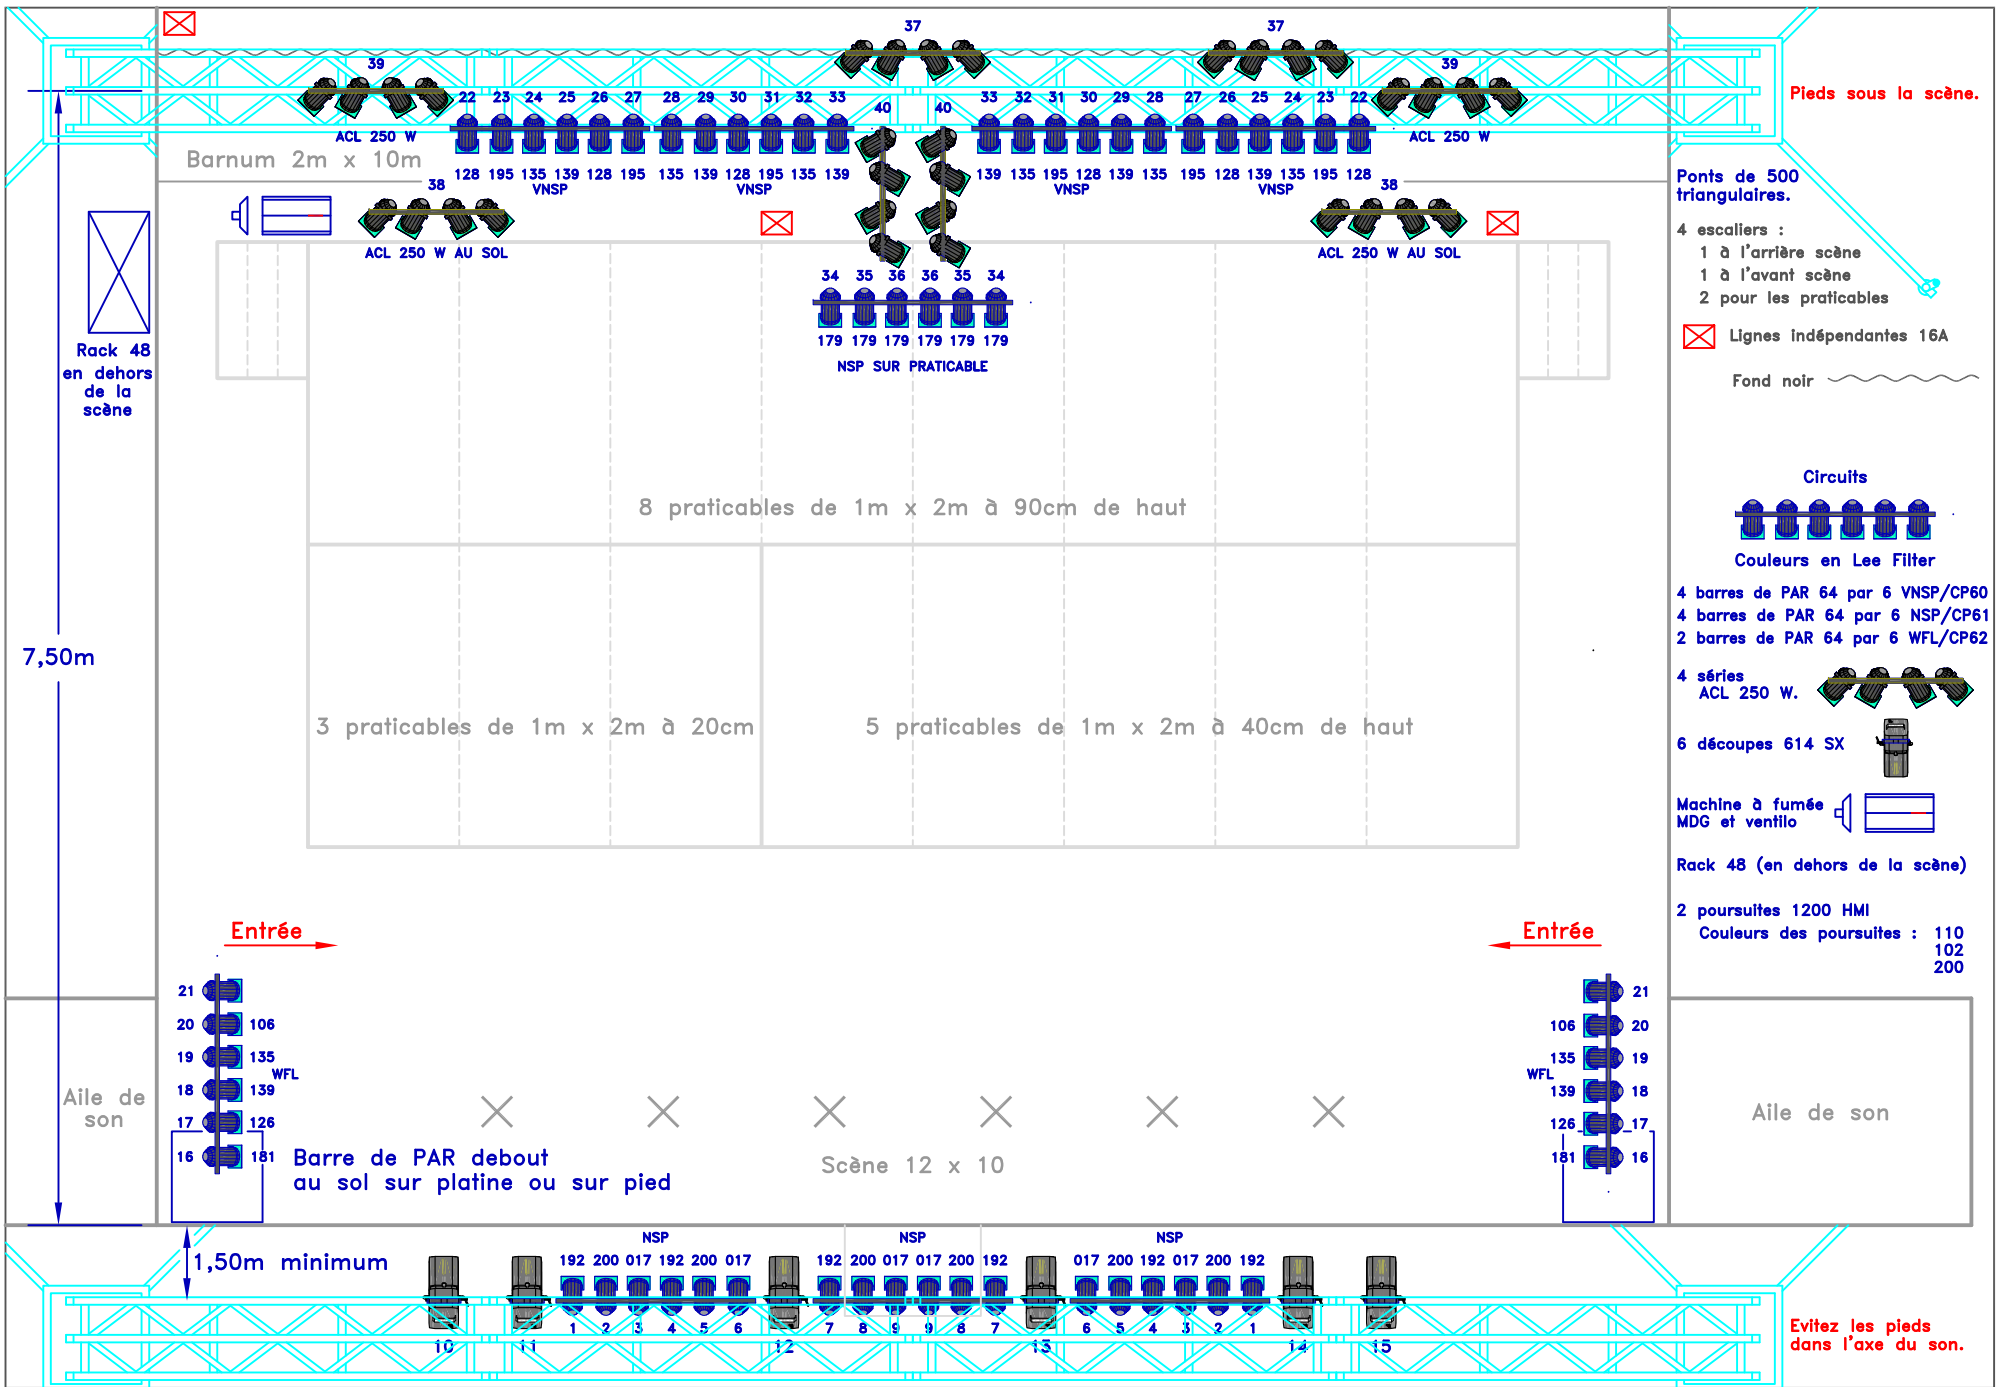 37 37
39 39
22 23 24 25 26 27 28 29 30 31 32 33 40 40 33 32 31 30 29 28 27 26 25 24 23 22
ACL 250 W ACL 250 W
Barnum 2m x 10m
128 195 135 139 128 195 135 139 128 195 135 139 139 135 195 128 139 135 195 128 139 135 195 128
VNSP VNSP VNSP VNSP
38 38
ACL 250 W AU SOL ACL 250 W AU SOL
34 35 36 36 35 34
179 179 179 179 179 179
NSP SUR PRATICABLE
Rack 48
en dehors
de la
scène
8 praticables de 1m x 2m à 90cm de haut
7,50m
3 praticables de 1m x 2m à 20cm
5 praticables de 1m x 2m à 40cm de haut
Entrée Entrée
21 21
20 106 106 20
19 135 135 19
WFL WFL
18 139 139 18
17 126 126 17
16 181 181 16
Aile de
son
Barre de PAR debout
au sol sur platine ou sur pied
Scène 12 x 10
Aile de son
1,50m minimum
NSP NSP NSP
192 200 017 192 200 017 192 200 017 017 200 192 017 200 192 017 200 192
1 2 3 4 5 6 7 8 9 9 8 7 6 5 4 3 2 1
10 11 12 13 14 15
Pieds sous la scène.
Ponts de 500
triangulaires.
4 escaliers :
1 à l'arrière scène
1 à l'avant scène
2 pour les praticables
Lignes indépendantes 16A
Fond noir
Circuits
Couleurs en Lee Filter
4 barres de PAR 64 par 6 VNSP/CP60
4 barres de PAR 64 par 6 NSP/CP61
2 barres de PAR 64 par 6 WFL/CP62
4 séries
ACL 250 W.
6 découpes 614 SX
Machine à fumée
MDG et ventilo
Rack 48 (en dehors de la scène)
2 poursuites 1200 HMI
Couleurs des poursuites : 110
102
200
Evitez les pieds
dans l'axe du son.